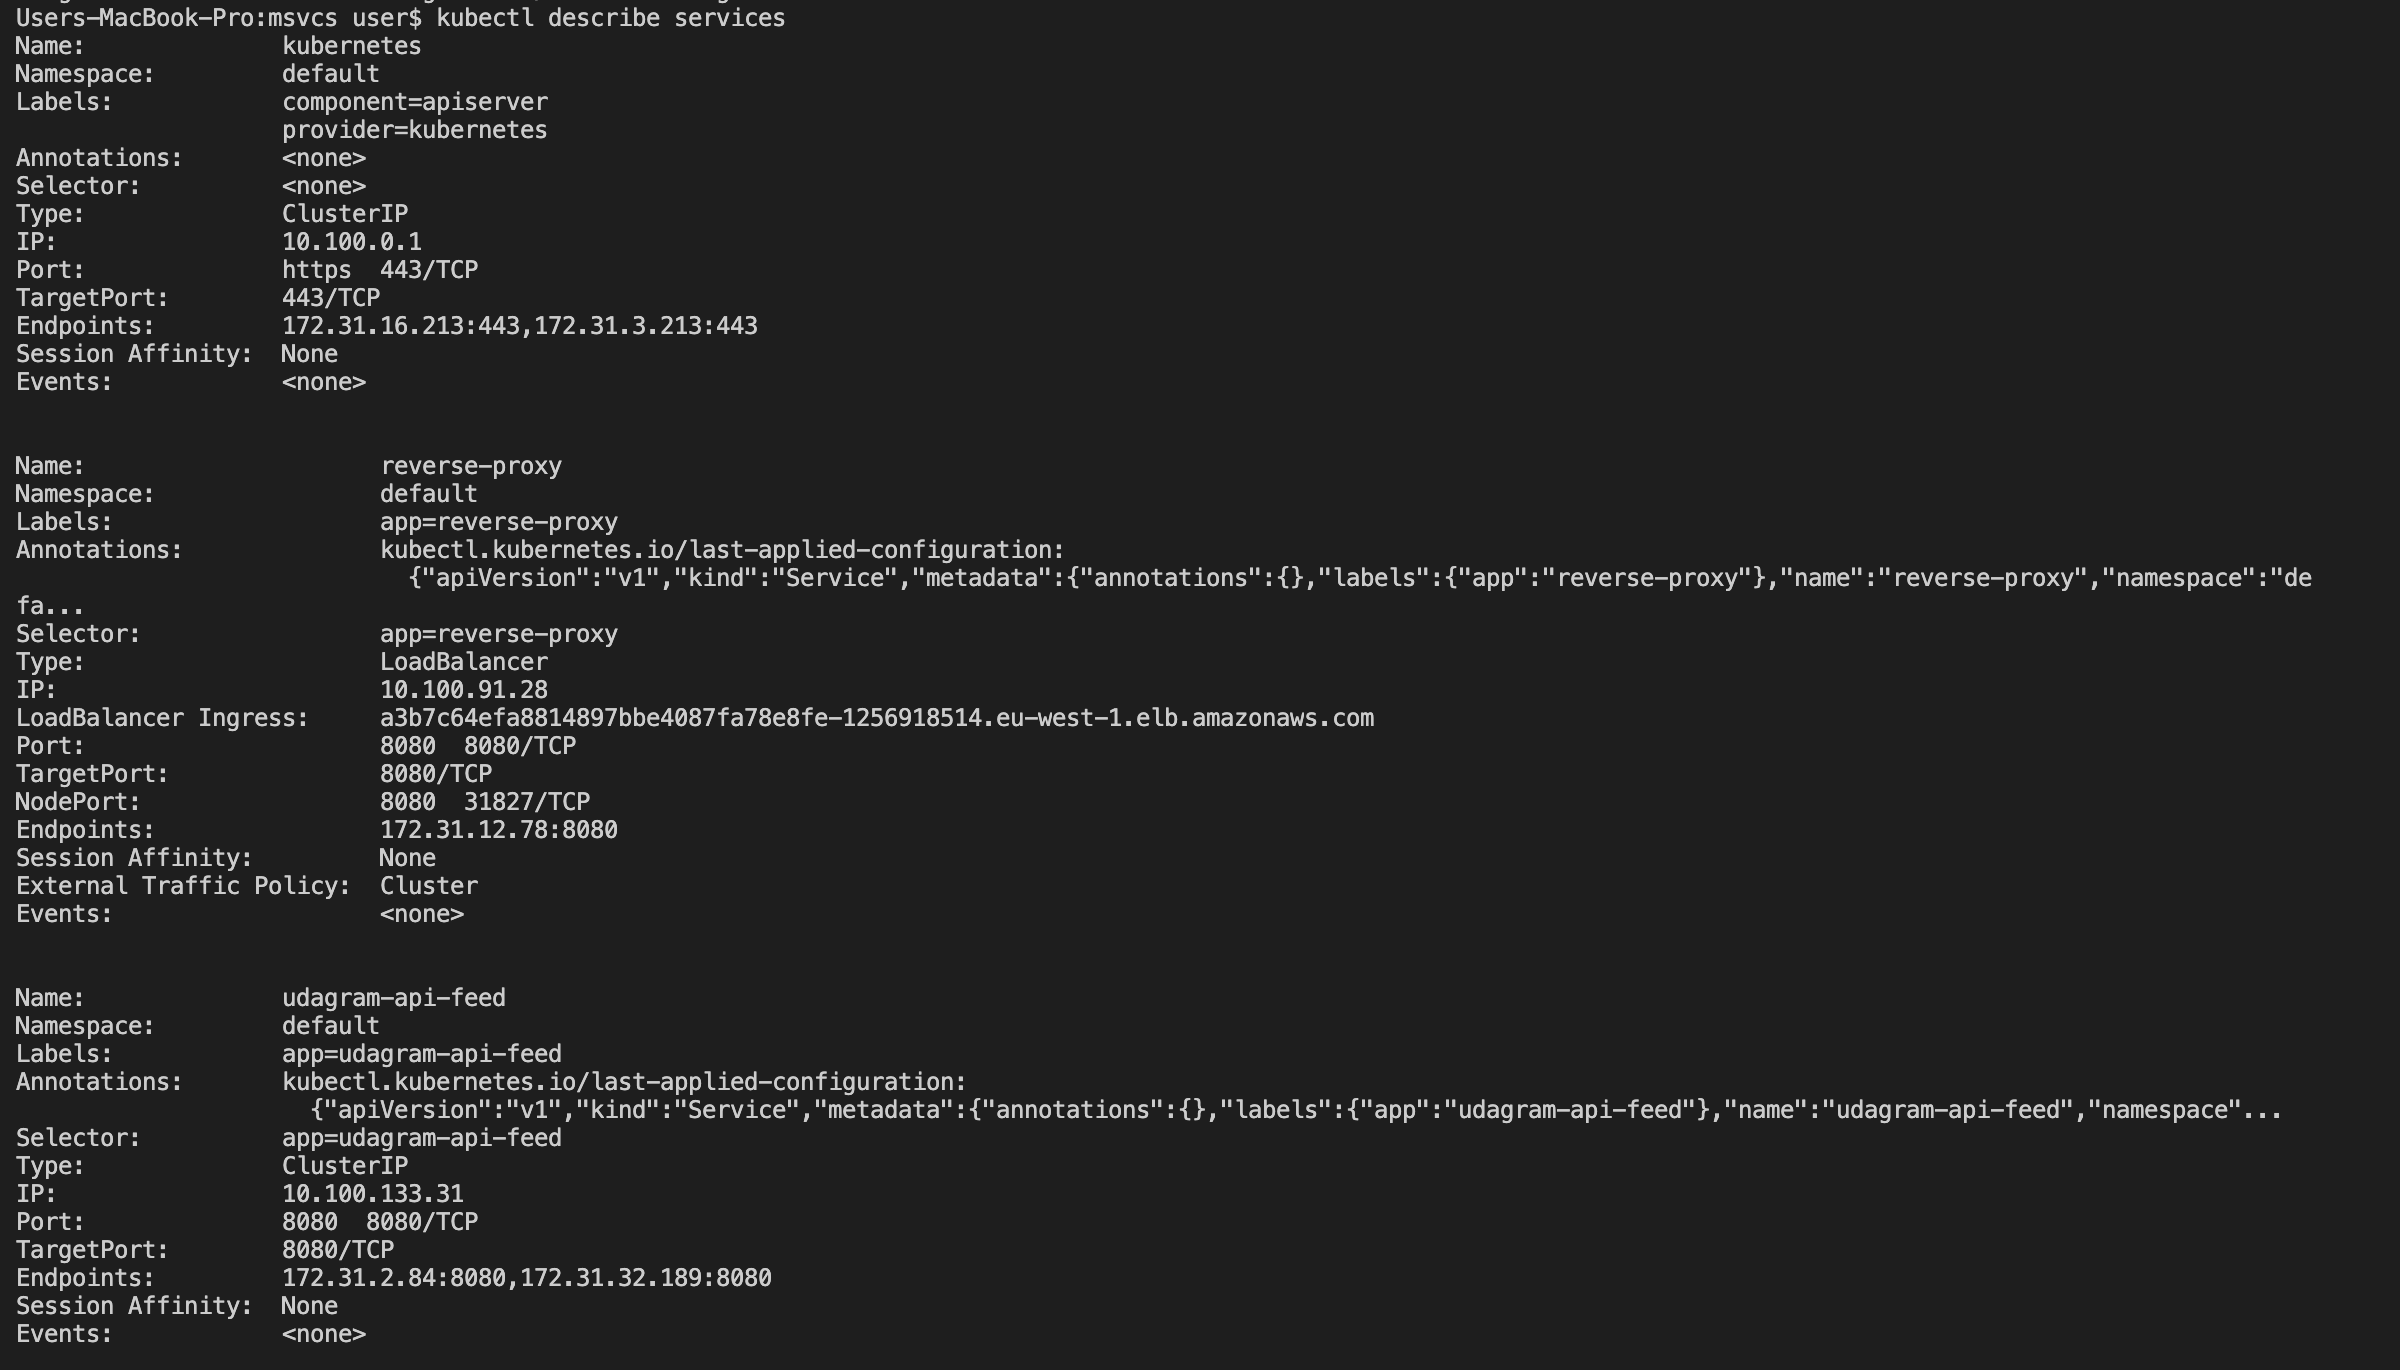 Users-MacBook-Pro:msvcs user$ kubectl describe services
Name:              kubernetes
Namespace:         default
Labels:            component=apiserver
                   provider=kubernetes
Annotations:       <none>
Selector:          <none>
Type:              ClusterIP
IP:                10.100.0.1
Port:              https  443/TCP
TargetPort:        443/TCP
Endpoints:         172.31.16.213:443,172.31.3.213:443
Session Affinity:  None
Events:            <none>

Name:                     reverse-proxy
Namespace:                default
Labels:                   app=reverse-proxy
Annotations:              kubectl.kubernetes.io/last-applied-configuration:
                            {"apiVersion":"v1","kind":"Service","metadata":{"annotations":{},"labels":{"app":"reverse-proxy"},"name":"reverse-proxy","namespace":"de
fa...
Selector:                 app=reverse-proxy
Type:                     LoadBalancer
IP:                       10.100.91.28
LoadBalancer Ingress:     a3b7c64efa8814897bbe4087fa78e8fe-1256918514.eu-west-1.elb.amazonaws.com
Port:                     8080  8080/TCP
TargetPort:               8080/TCP
NodePort:                 8080  31827/TCP
Endpoints:                172.31.12.78:8080
Session Affinity:         None
External Traffic Policy:  Cluster
Events:                   <none>

Name:              udagram-api-feed
Namespace:         default
Labels:            app=udagram-api-feed
Annotations:       kubectl.kubernetes.io/last-applied-configuration:
                     {"apiVersion":"v1","kind":"Service","metadata":{"annotations":{},"labels":{"app":"udagram-api-feed"},"name":"udagram-api-feed","namespace"...
Selector:          app=udagram-api-feed
Type:              ClusterIP
IP:                10.100.133.31
Port:              8080  8080/TCP
TargetPort:        8080/TCP
Endpoints:         172.31.2.84:8080,172.31.32.189:8080
Session Affinity:  None
Events:            <none>